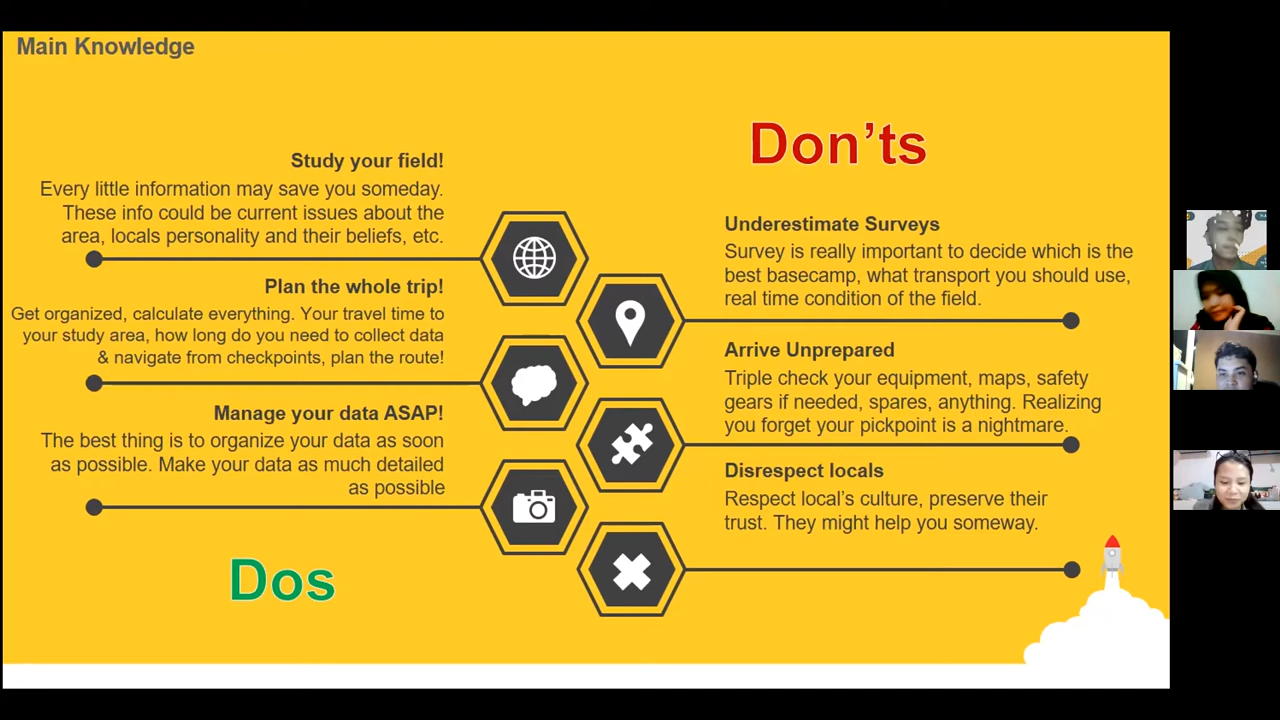 Main Knowledge
Study your field!
Every little information may save you someday.
These info could be current issues about the
area, locals personality and their beliefs, etc.
Plan the whole trip!
Get organized, calculate everything. Your travel time to
your study area, how long do you need to collect data
& navigate from checkpoints, plan the route!
Manage your data ASAP!
The best thing is to organize your data as soon
as possible. Make your data as much detailed
as possible
Dos
Don'ts
Underestimate Surveys
Survey is really important to decide which is the
best basecamp, what transport you should use,
real time condition of the field.
Arrive Unprepared
Triple check your equipment, maps, safety
gears if needed, spares, anything. Realizing
you forget your pickpoint is a nightmare.
Disrespect locals
Respect local's culture, preserve their
trust. They might help you someway.